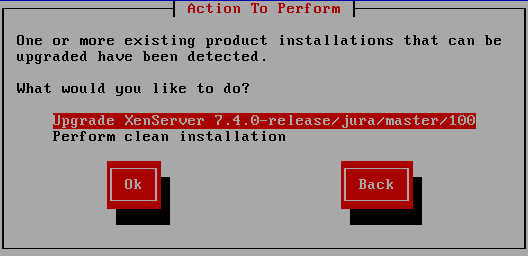 Action To Perform
One or more existing product installations that can be
upgraded have been detected.
What would you like to do?
Upgrade XenServer 7.4.0-release/jura/master/100
Perform clean installation
Ok
Back